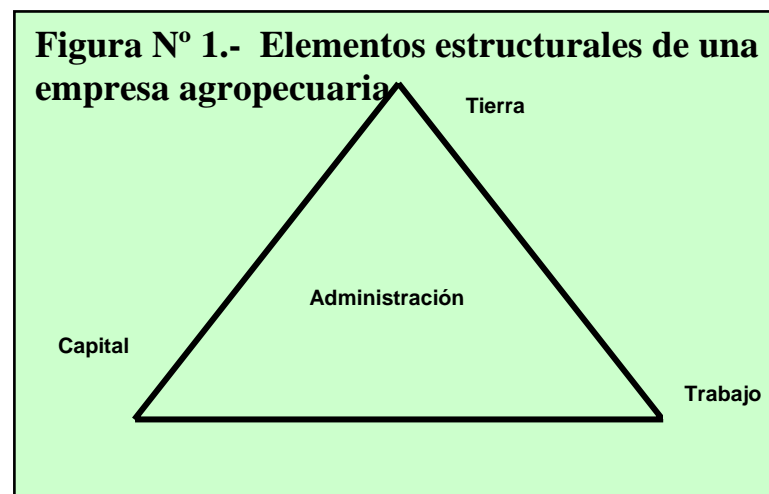 Figura Nº 1.- Elementos estructurales de una
empresa agropecuaria
Tierra
Administración
Capital
Trabajo